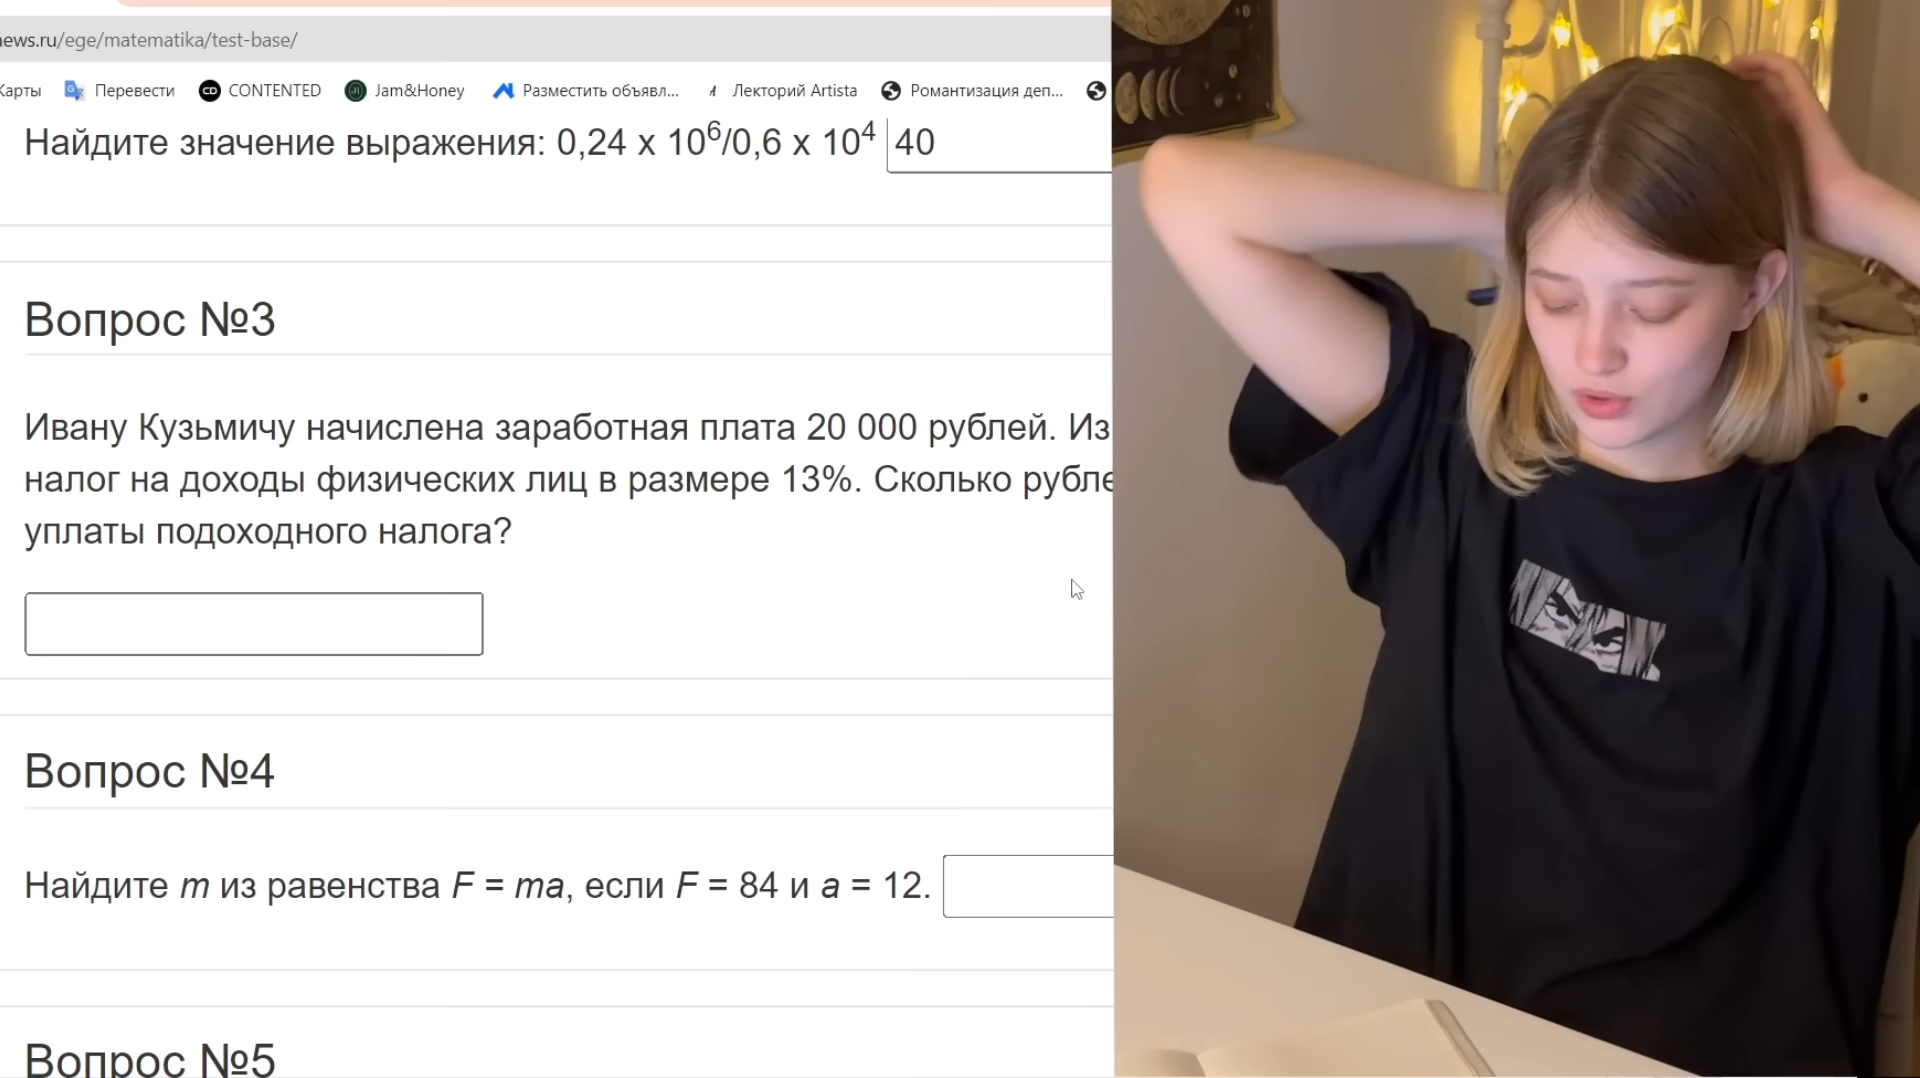 news.ru/ege/matematika/test-base/
Карты Перевести CONTENTED Jam&Honey Разместить объявл... Лекторий Artista Романтизация деп...
Найдите значение выражения: 0,24 x 10⁶/0,6 x 10⁴ 40
Вопрос №3
Ивану Кузьмичу начислена заработная плата 20 000 рублей. Из
налог на доходы физических лиц в размере 13%. Сколько рубле
уплаты подоходного налога?
Вопрос №4
Найдите m из равенства F = ma, если F = 84 и a = 12.
Вопрос №5